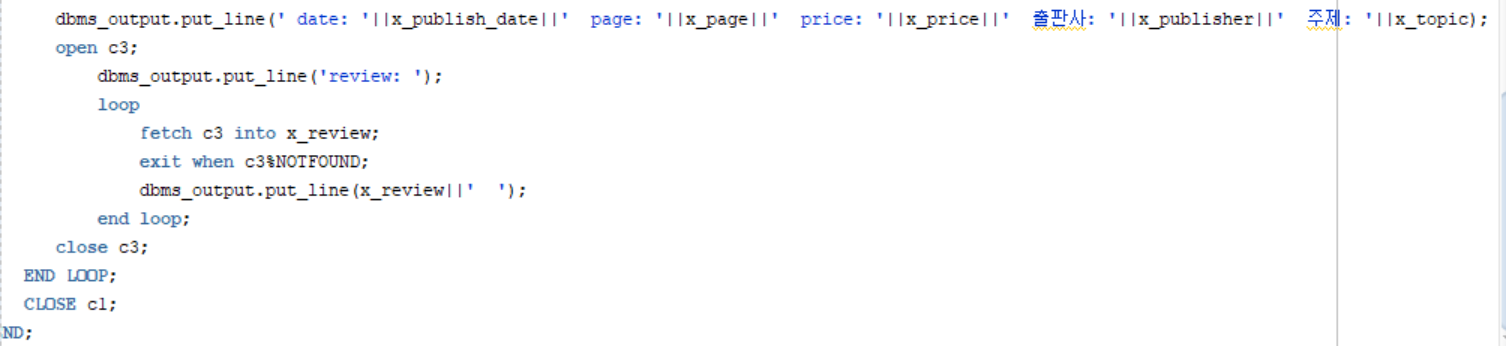 dbms_output.put_line(' date: '||x_publish_date||'  page: '||x_page||'  price: '||x_price||'  출판사: '||x_publisher||'  주제: '||x_topic);
open c3;
dbms_output.put_line('review: ');
loop
fetch c3 into x_review;
exit when c3%NOTFOUND;
dbms_output.put_line(x_review||'  ');
end loop;
close c3;
END LOOP;
CLOSE c1;
ND;